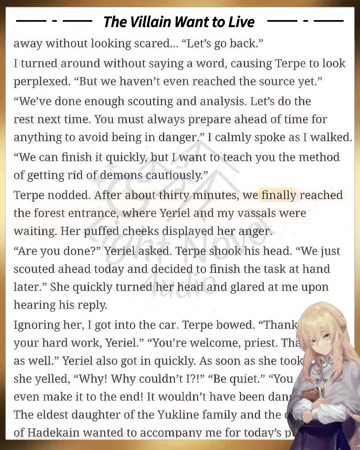 The Villain Want to Live
away without looking scared... “Let’s go back.”
I turned around without saying a word, causing Terpe to look
perplexed. “But we haven’t even reached the source yet.”
“We’ve done enough scouting and analysis. Let’s do the
rest next time. You must always prepare ahead of time for
anything to avoid being in danger.” I calmly spoke as I walked.
“We can finish it quickly, but I want to teach you the method
of getting rid of demons cautiously.”
Terpe nodded. After about thirty minutes, we finally reached
the forest entrance, where Yeriel and my vassals were
waiting. Her puffed cheeks displayed her anger.
“Are you done?” Yeriel asked. Terpe shook his head. “We just
scouted ahead today and decided to finish the task at hand
later.” She quickly turned her head and glared at me upon
hearing his reply.
Ignoring her, I got into the car. Terpe bowed. “Thank
your hard work, Yeriel.” “You’re welcome, priest.
as well.” Yeriel also got in quickly. As soon as she took
she yelled, “Why! Why couldn’t I?!” “Be quiet.” “You
even make it to the end! It wouldn’t have been
The eldest daughter of the Yukline family and the
of Hadekain wanted to accompany me for today’s
Light Novel
Audio